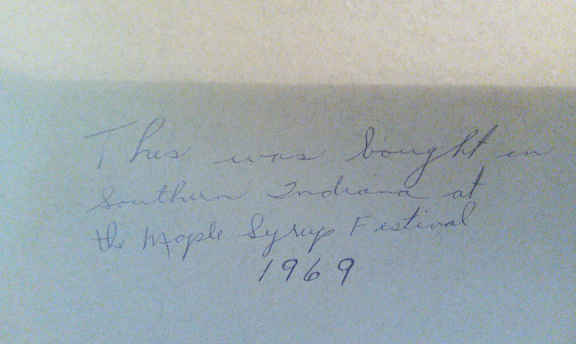 This was bought in
Southern Indiana at
the Maple Syrup Festival
1969